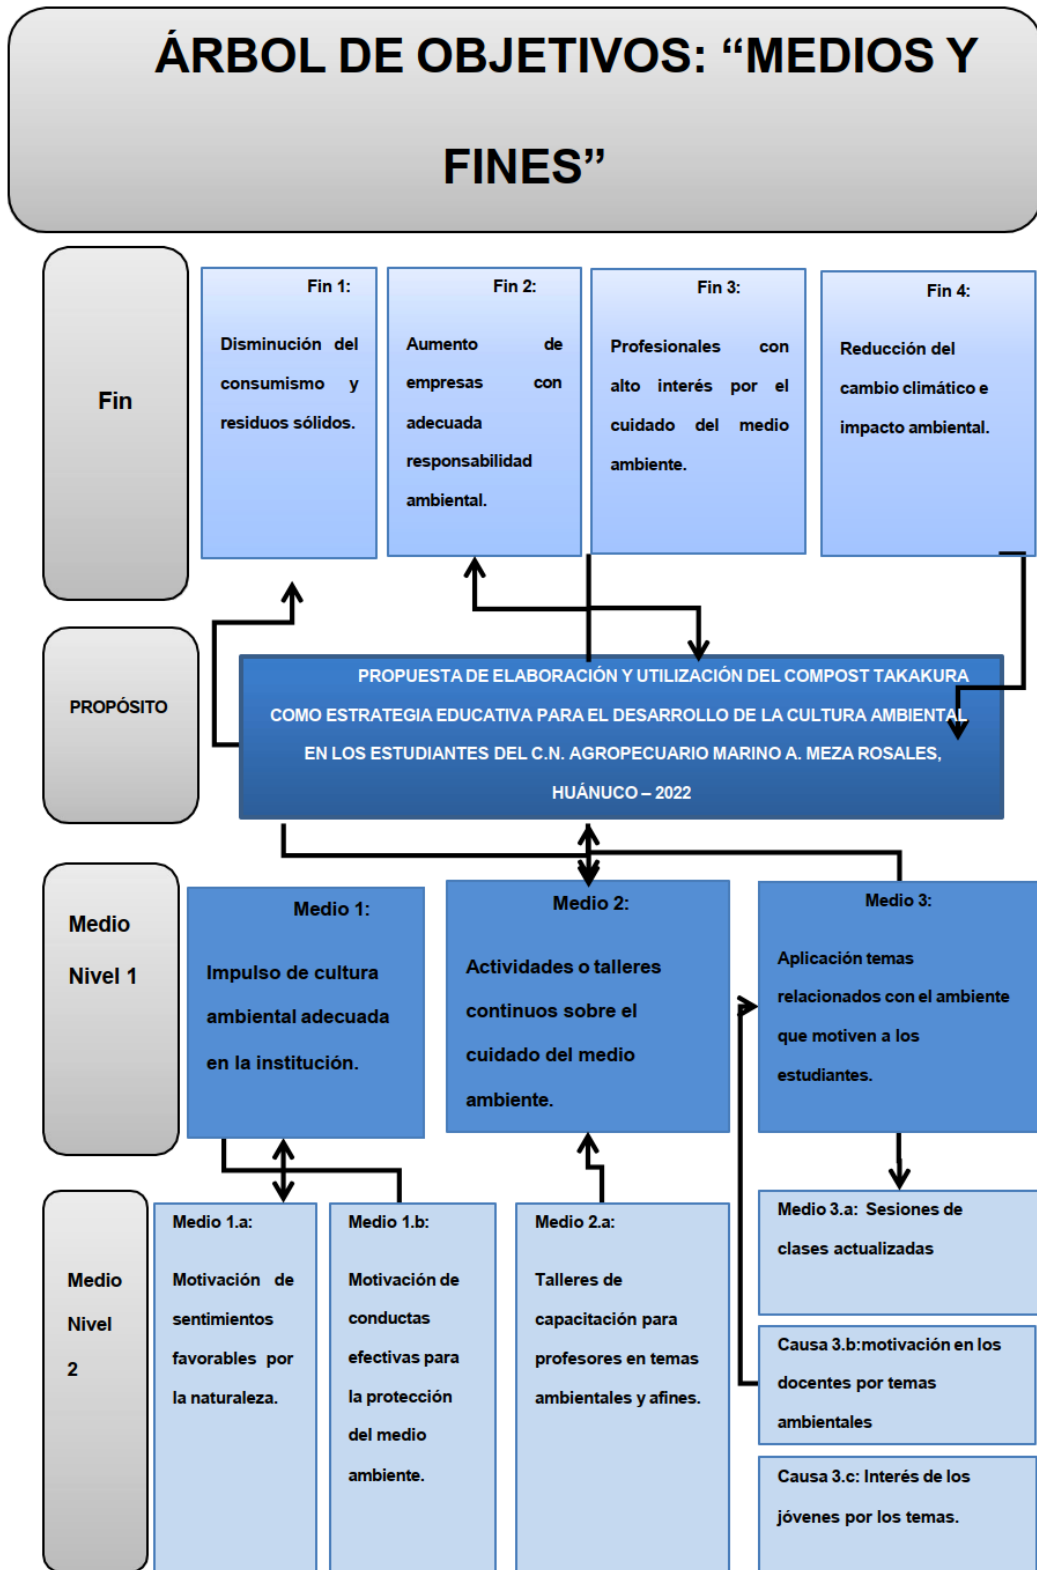 ÁRBOL DE OBJETIVOS: “MEDIOS Y
FINES”
Fin
Fin 1:
Disminución del
consumismo y
residuos sólidos.
Fin 2:
Aumento de
empresas con
adecuada
responsabilidad
ambiental.
Fin 3:
Profesionales con
alto interés por el
cuidado del medio
ambiente.
Fin 4:
Reducción del
cambio climático e
impacto ambiental.
PROPÓSITO
PROPUESTA DE ELABORACIÓN Y UTILIZACIÓN DEL COMPOST TAKAKURA
COMO ESTRATEGIA EDUCATIVA PARA EL DESARROLLO DE LA CULTURA AMBIENTAL
EN LOS ESTUDIANTES DEL C.N. AGROPECUARIO MARINO A. MEZA ROSALES,
HUÁNUCO – 2022
Medio
Nivel 1
Medio 1:
Impulso de cultura
ambiental adecuada
en la institución.
Medio 2:
Actividades o talleres
continuos sobre el
cuidado del medio
ambiente.
Medio 3:
Aplicación temas
relacionados con el ambiente
que motiven a los
estudiantes.
Medio
Nivel
2
Medio 1.a:
Motivación de
sentimientos
favorables por
la naturaleza.
Medio 1.b:
Motivación de
conductas
efectivas para
la protección
del medio
ambiente.
Medio 2.a:
Talleres de
capacitación para
profesores en temas
ambientales y afines.
Medio 3.a: Sesiones de
clases actualizadas
Causa 3.b:motivación en los
docentes por temas
ambientales
Causa 3.c: Interés de los
jóvenes por los temas.